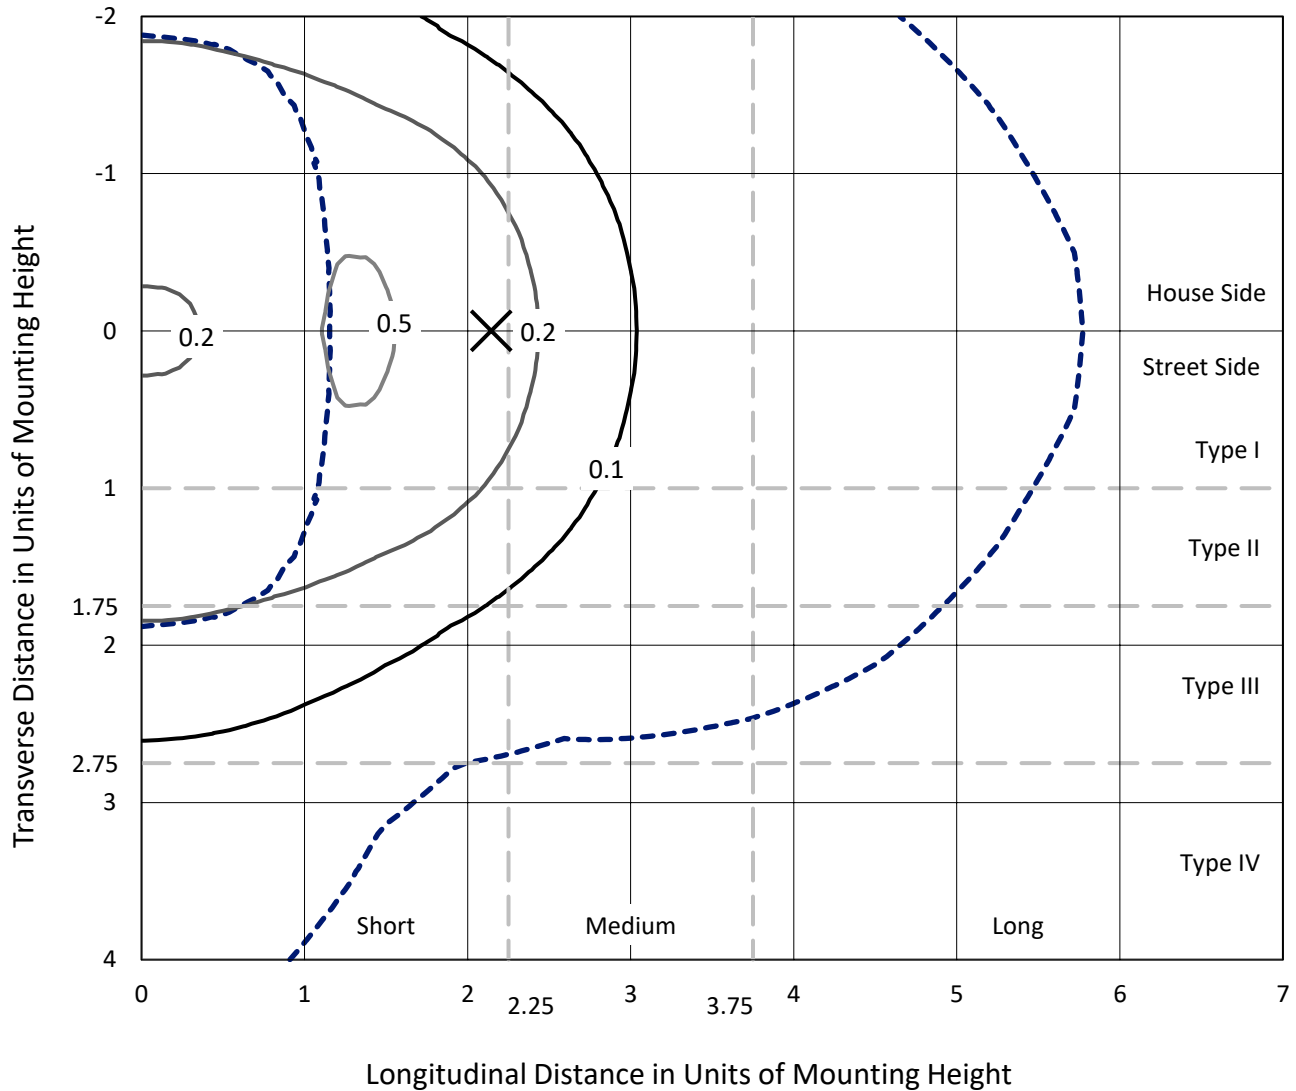 -2
-1
House Side
0
0.2
0.5
0.2
Street Side
Type I
0.1
1
Type II
1.75
2
Type III
2.75
3
Type IV
Short
Medium
Long
4
0
1
2
2.25
3
3.75
4
5
6
7
Transverse Distance in Units of Mounting Height
Longitudinal Distance in Units of Mounting Height